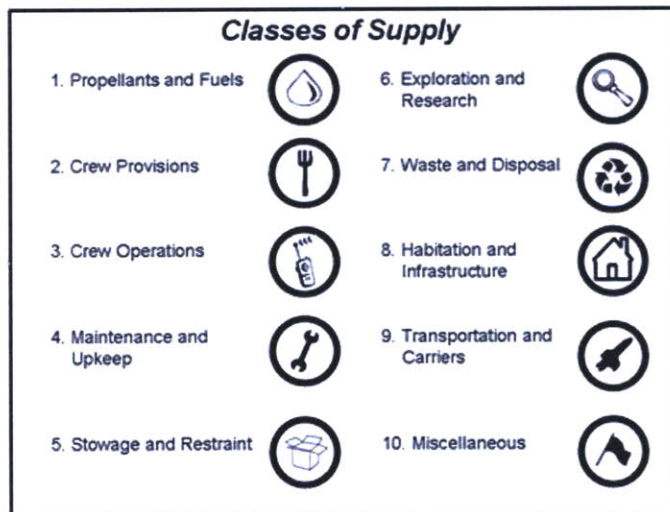 Classes of Supply
1. Propellants and Fuels
2. Crew Provisions
3. Crew Operations
4. Maintenance and
Upkeep
5. Stowage and Restraint
6. Exploration and
Research
7. Waste and Disposal
8. Habitation and
Infrastructure
9. Transportation and
Carriers
10. Miscellaneous